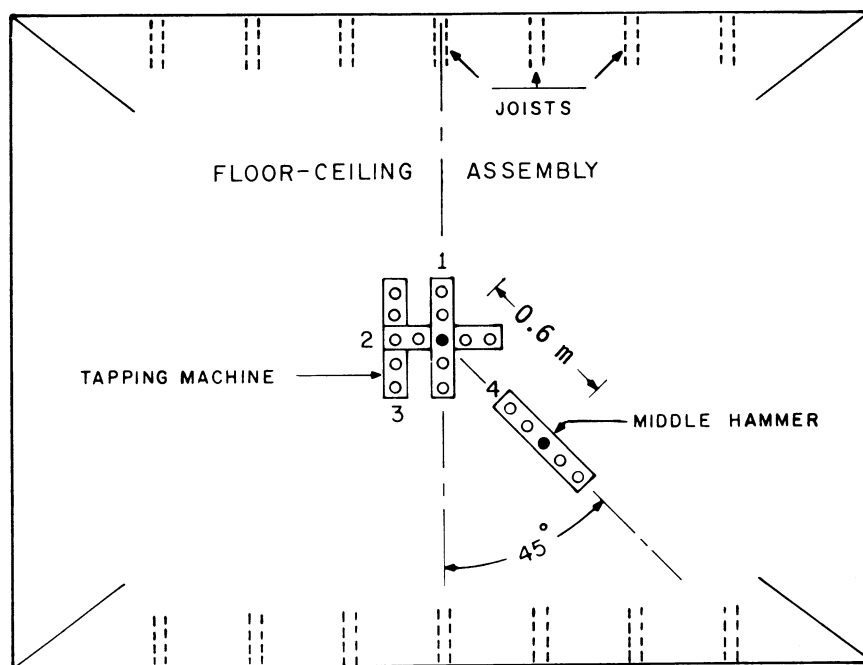 JOISTS
FLOOR-CEILING ASSEMBLY
1
0.6 m
2
TAPPING MACHINE
3
4
MIDDLE HAMMER
45°